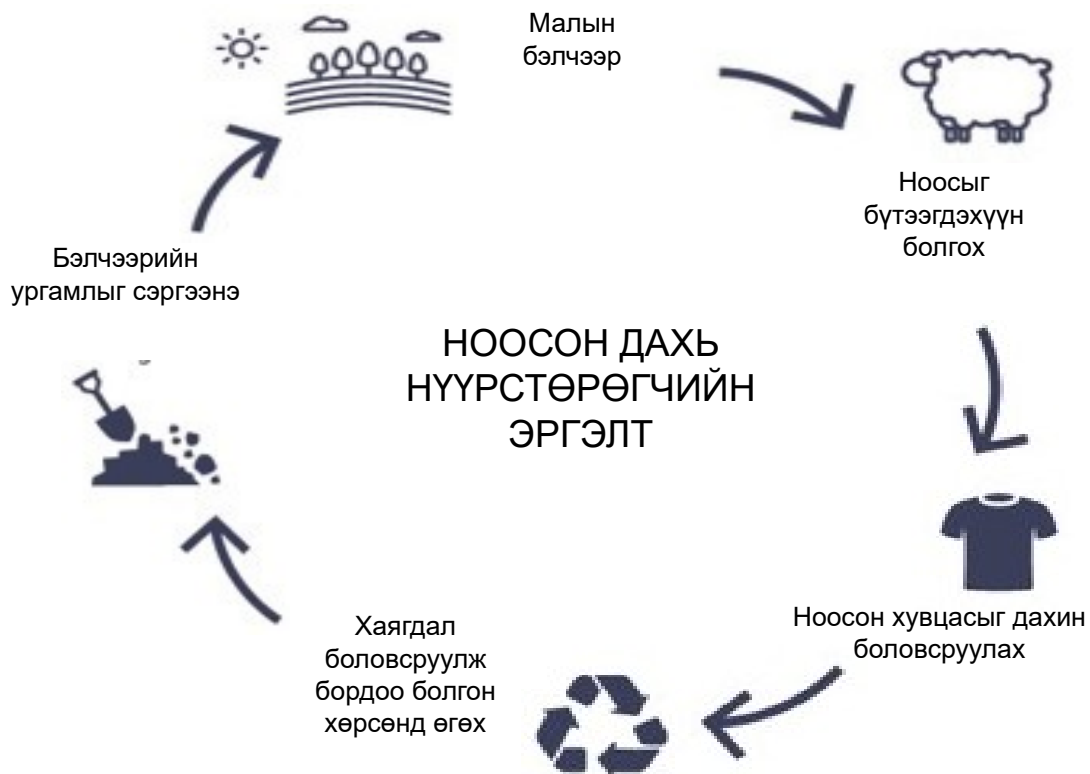 Малын
бэлчээр
Ноосыг
бүтээгдэхүүн
болгох
Бэлчээрийн
ургамлыг сэргээнэ
НООСОН ДАХЬ
НҮҮРСТӨРӨГЧИЙН
ЭРГЭЛТ
Ноосон хувцасыг дахин
боловсруулах
Хаягдал
боловсруулж
бордоо болгон
хөрсөнд өгөх